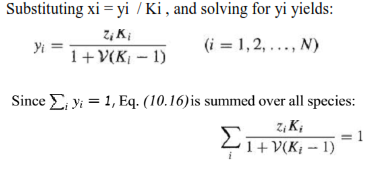 Substituting xi = yi / Ki , and solving for yi yields:
yᵢ = zᵢ Kᵢ / 1 + V(Kᵢ − 1) (i = 1, 2, . . . , N)
Since ∑ᵢ yᵢ = 1, Eq. (10.16)is summed over all species:
∑ᵢ zᵢ Kᵢ / 1 + V(Kᵢ − 1) = 1